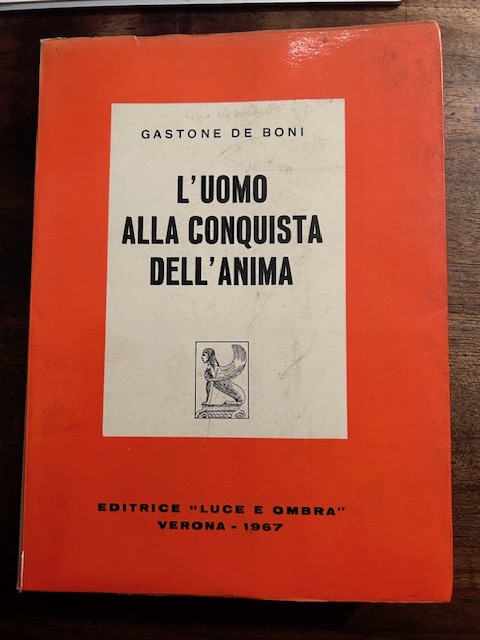 GASTONE DE BONI
L'UOMO
ALLA CONQUISTA
DELL'ANIMA
EDITRICE "LUCE E OMBRA"
VERONA - 1967